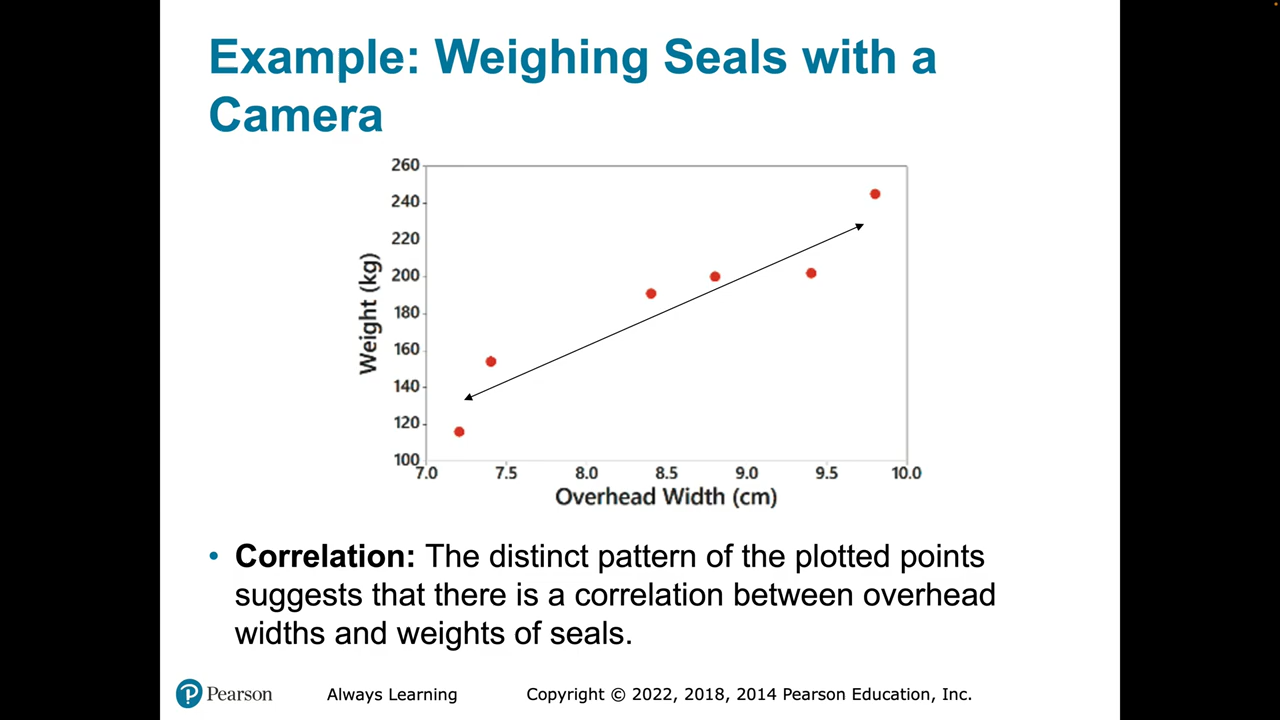 Example: Weighing Seals with a
Camera
260
240
220
200
180
160
140
120
100
Weight (kg)
7.0 7.5 8.0 8.5 9.0 9.5 10.0
Overhead Width (cm)
• Correlation: The distinct pattern of the plotted points
suggests that there is a correlation between overhead
widths and weights of seals.
P Pearson Always Learning Copyright © 2022, 2018, 2014 Pearson Education, Inc.